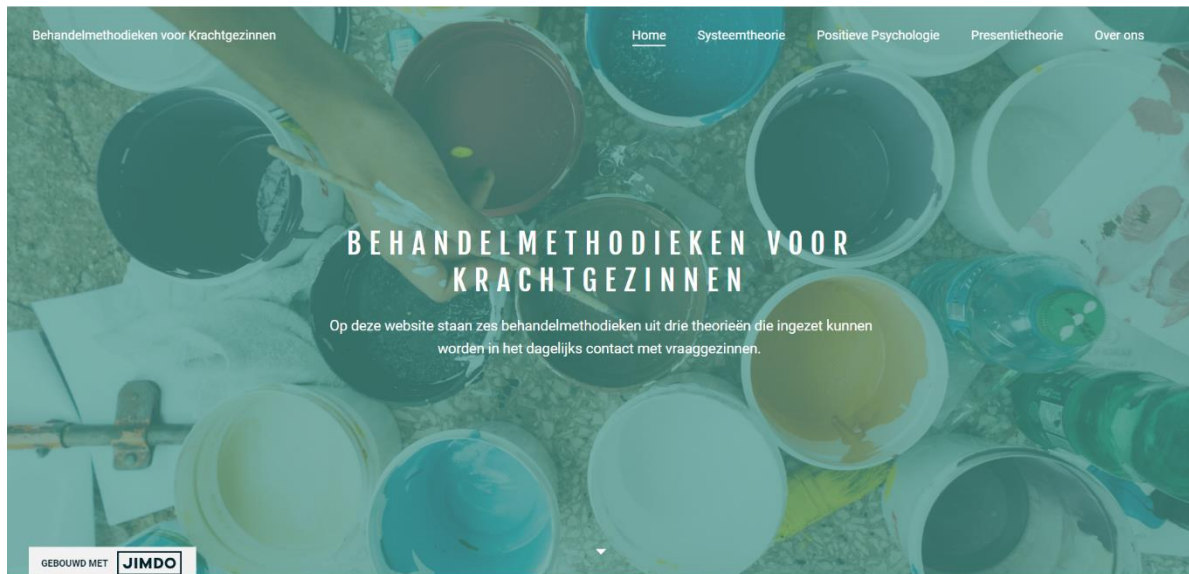 Behandelmethodieken voor Krachtgezinnen
Home Systeemtheorie Positieve Psychologie Presentietheorie Over ons
BEHANDELMETHODIEKEN VOOR
KRACHTGEZINNEN
Op deze website staan zes behandelmethodieken uit drie theorieën die ingezet kunnen
worden in het dagelijks contact met vraaggezinnen.
GEBOUWD MET JIMDO